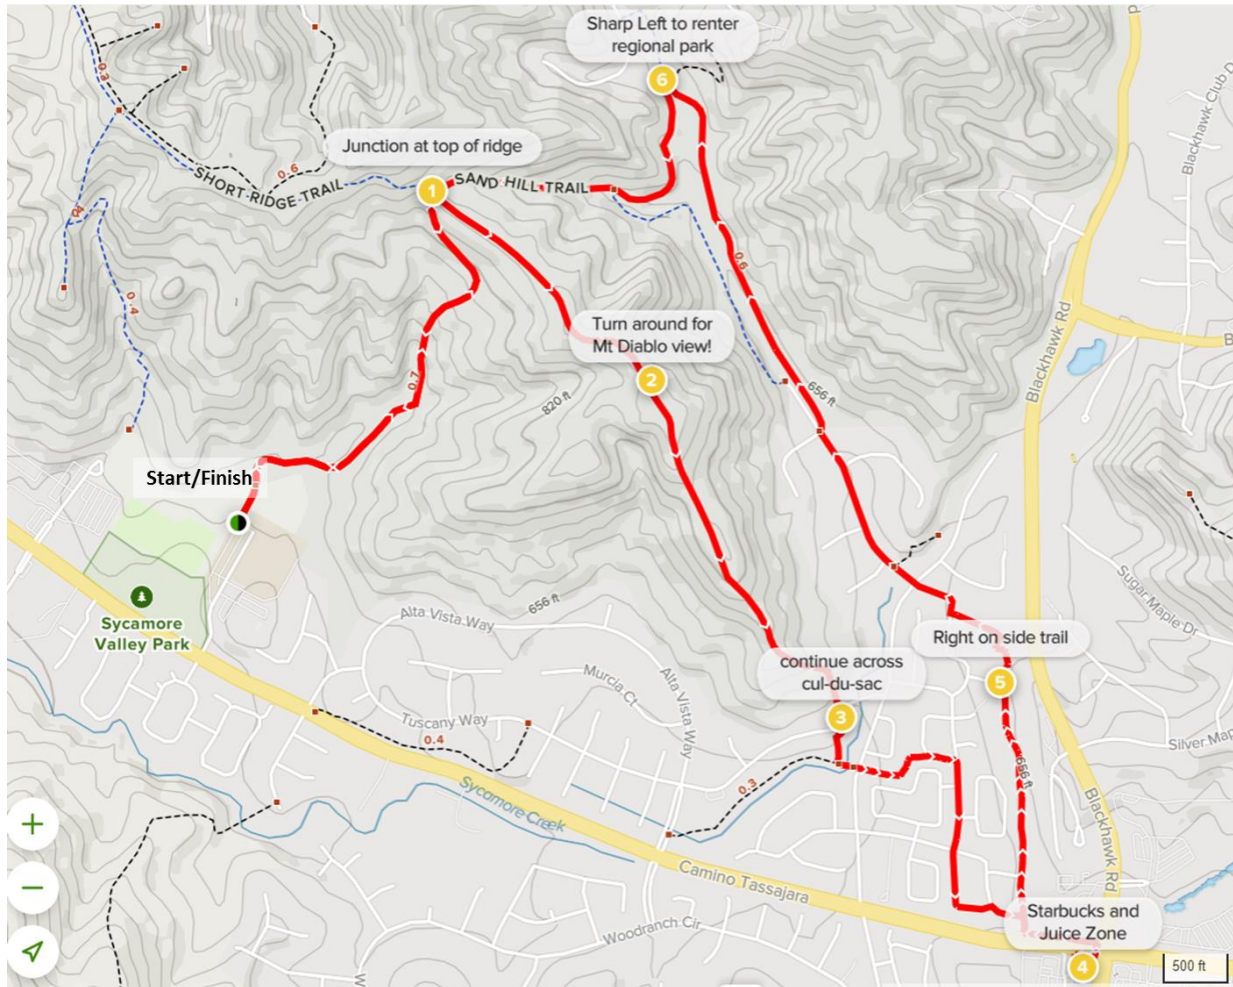 Sharp Left to renter
regional park
6
Blackhawk Club D
0.3
Junction at top of ridge
0.6
SHORT RIDGE TRAIL
1
SAND HILL TRAIL
0.6
0.4
Blackhawk Rd
B
Turn around for
Mt Diablo view!
2
0.7
820 ft
656 ft
Start/Finish
Sycamore
Valley Park
656 ft
Alta Vista Way
Sugar Maple Dr
Right on side trail
5
continue across
cul-du-sac
3
Murcia Ct
Alta Vista Way
Tuscany Way
0.4
Silver Map
656 ft
0.3
Sycamore Creek
Blackhawk Rd
Camino Tassajara
Woodranch Cir
W
Starbucks and
Juice Zone
4
500 ft
+
−